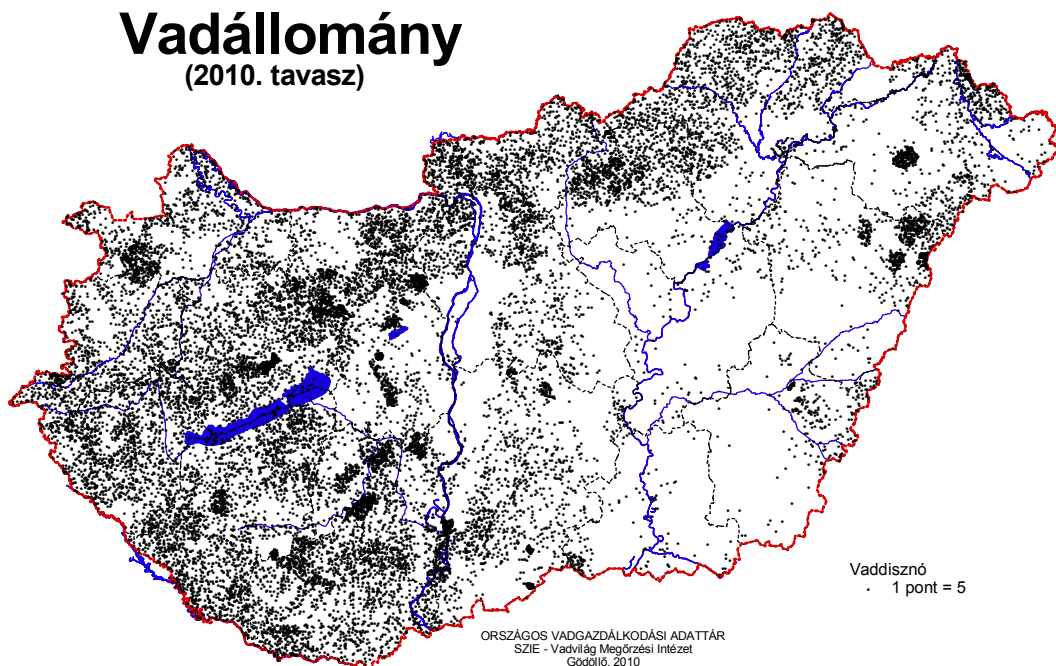 Vadállomány
(2010. tavasz)
Vaddisznó
. 1 pont = 5
ORSZÁGOS VADGAZDÁLKODÁSI ADATTÁR
SZIE - Vadvilág Megőrzési Intézet
Gödöllő, 2010